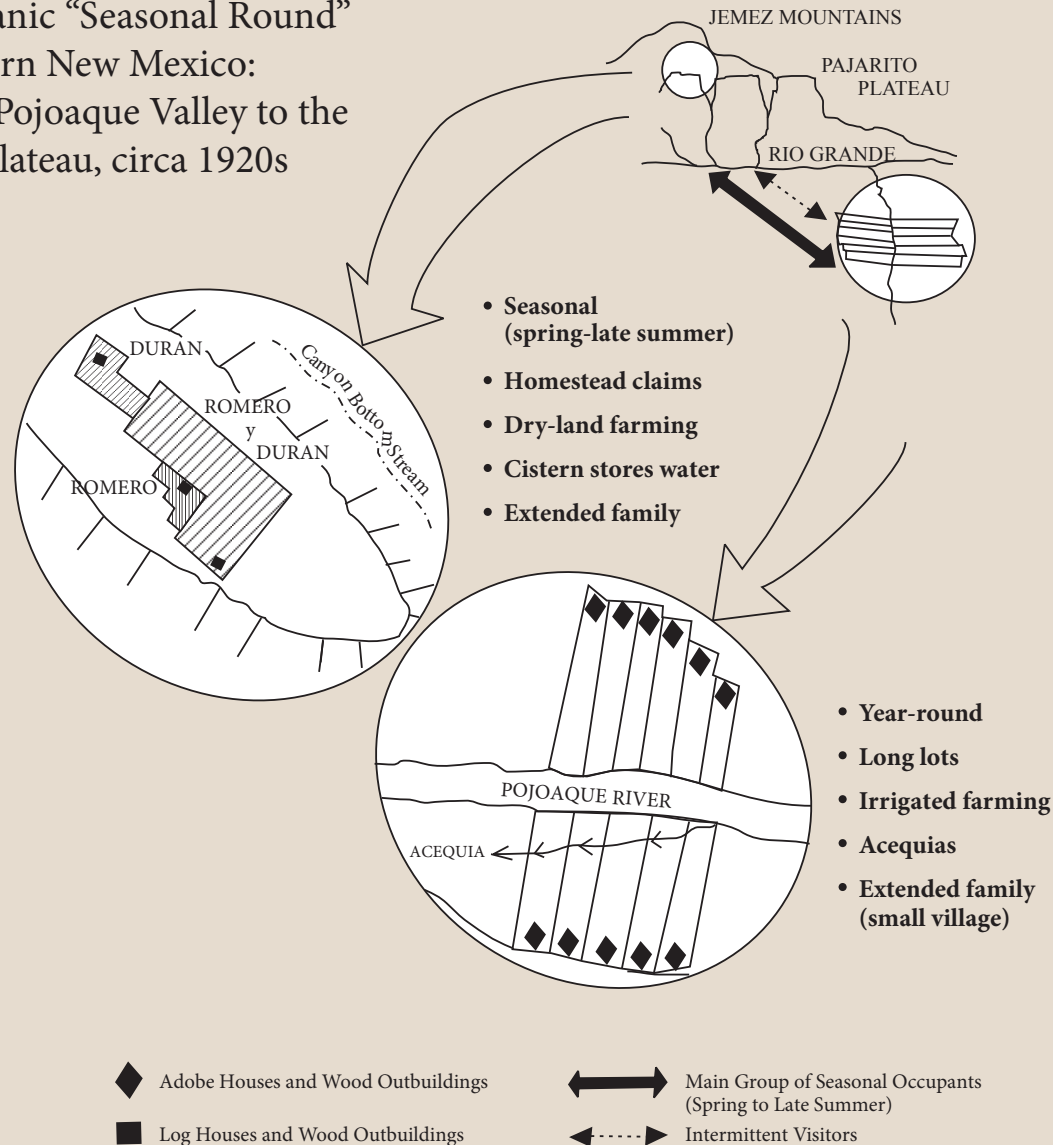 anic “Seasonal Round”
rn New Mexico:
Pojoaque Valley to the
lateau, circa 1920s
JEMEZ MOUNTAINS
PAJARITO
PLATEAU
RIO GRANDE
• Seasonal
(spring-late summer)
• Homestead claims
• Dry-land farming
• Cistern stores water
• Extended family
DURAN
Canyon Bottom Stream
ROMERO
y
DURAN
ROMERO
POJOAQUE RIVER
ACEQUIA
• Year-round
• Long lots
• Irrigated farming
• Acequias
• Extended family
(small village)
Adobe Houses and Wood Outbuildings
Log Houses and Wood Outbuildings
Main Group of Seasonal Occupants
(Spring to Late Summer)
Intermittent Visitors